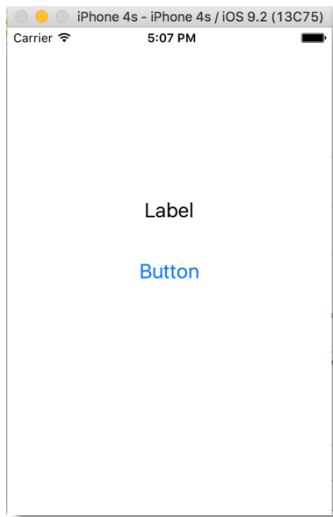 iPhone 4s - iPhone 4s / iOS 9.2 (13C75)
Carrier 5:07 PM
Label
Button